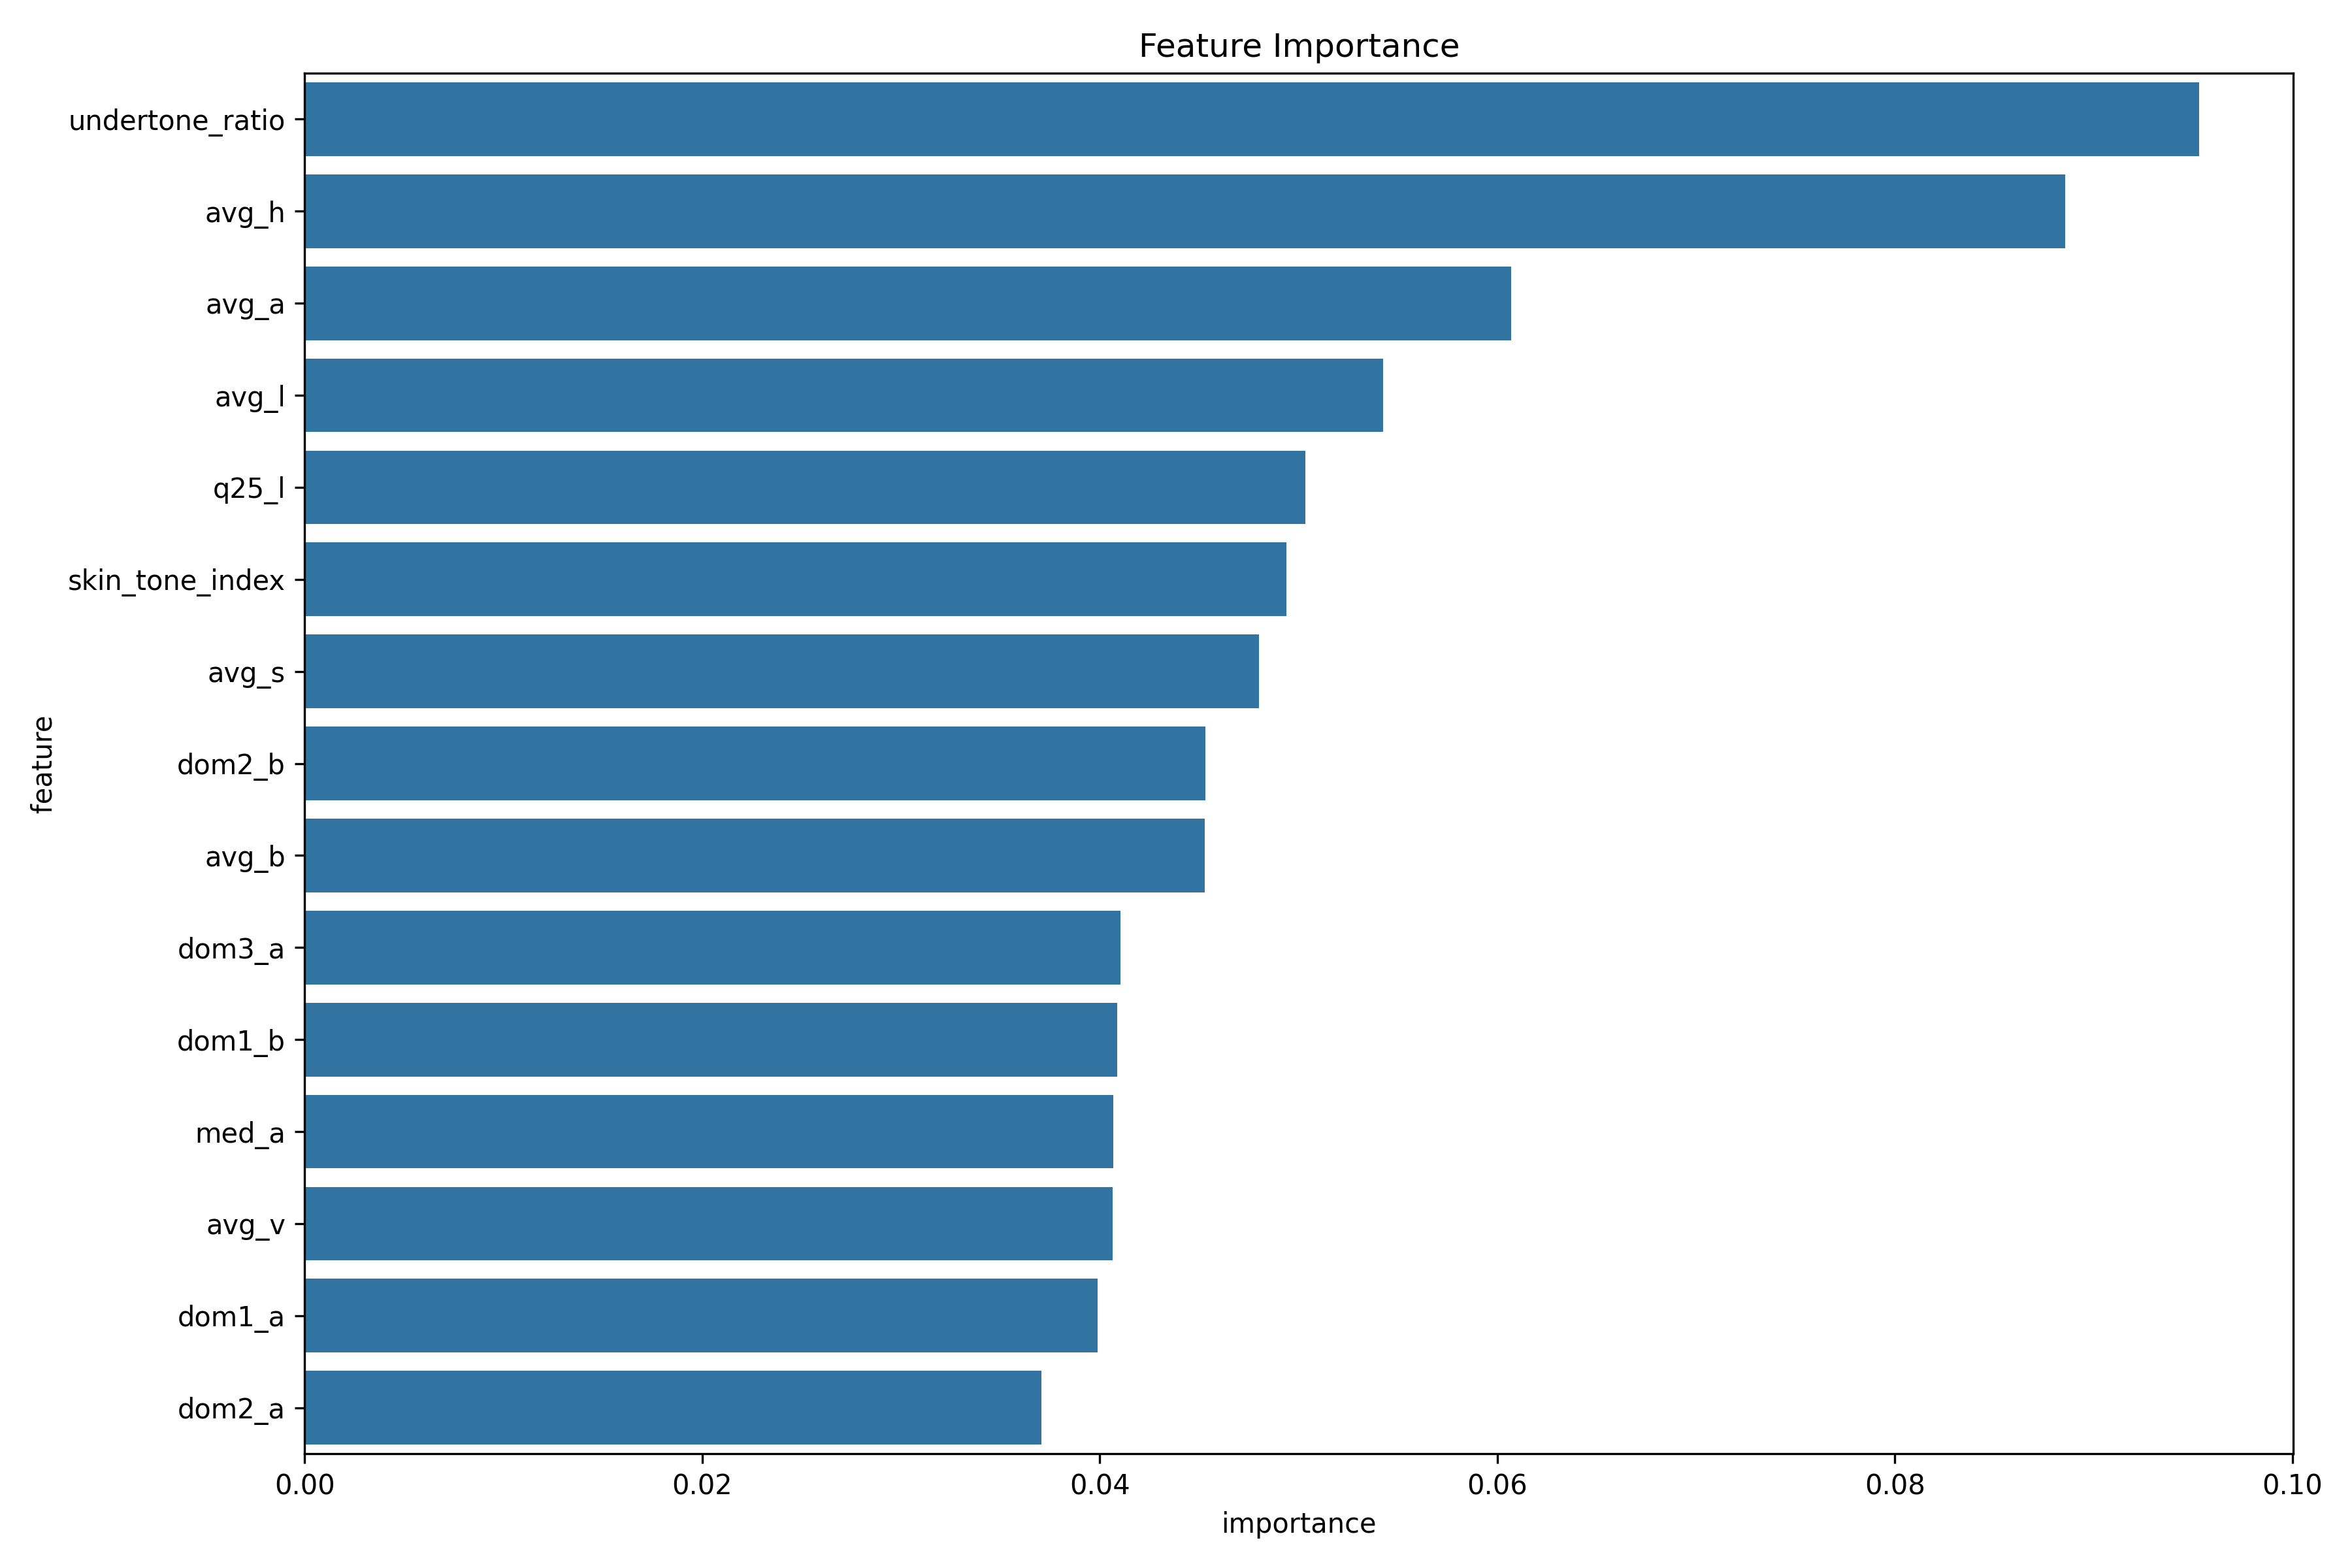 Feature Importance
undertone_ratio
avg_h
avg_a
avg_l
q25_l
skin_tone_index
avg_s
dom2_b
avg_b
dom3_a
dom1_b
med_a
avg_v
dom1_a
dom2_a
feature
0.00 0.02 0.04 0.06 0.08 0.10
importance